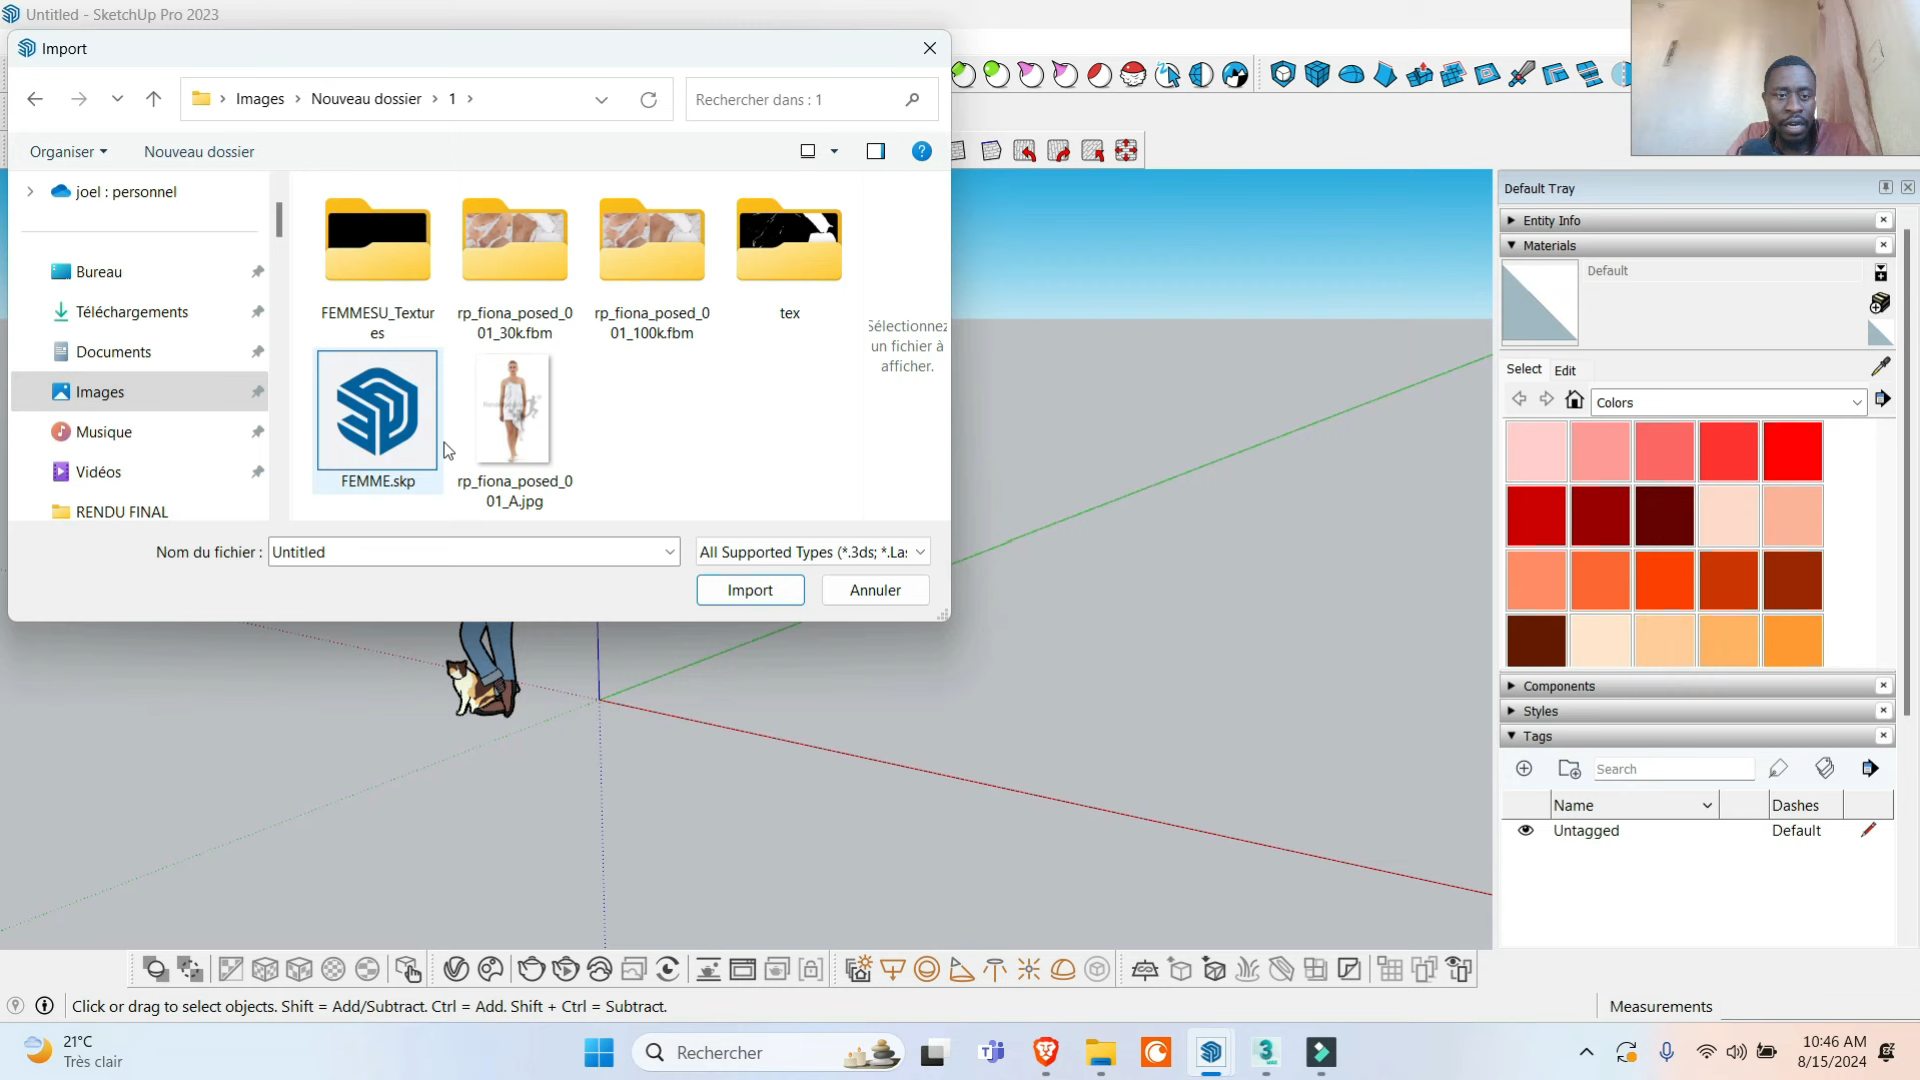 Untitled - SketchUp Pro 2023
Import
Images
Nouveau dossier
1
Rechercher dans : 1
Organiser
Nouveau dossier
joel : personnel
Bureau
Téléchargements
Documents
Images
Musique
Vidéos
RENDU FINAL
FEMMESU_Textur
es
rp_fiona_posed_0
01_30k.fbm
rp_fiona_posed_0
01_100k.fbm
tex
FEMME.skp
rp_fiona_posed_0
01_A.jpg
Sélectionnez
un fichier à
afficher.
Nom du fichier :
Untitled
All Supported Types (*.3ds; *.La
Import
Annuler
Default Tray
Entity Info
Materials
Default
Select
Edit
Colors
Components
Styles
Tags
Search
Name
Dashes
Untagged
Default
Click or drag to select objects. Shift = Add/Subtract. Ctrl = Add. Shift + Ctrl = Subtract.
Measurements
21°C
Très clair
Rechercher
10:46 AM
8/15/2024